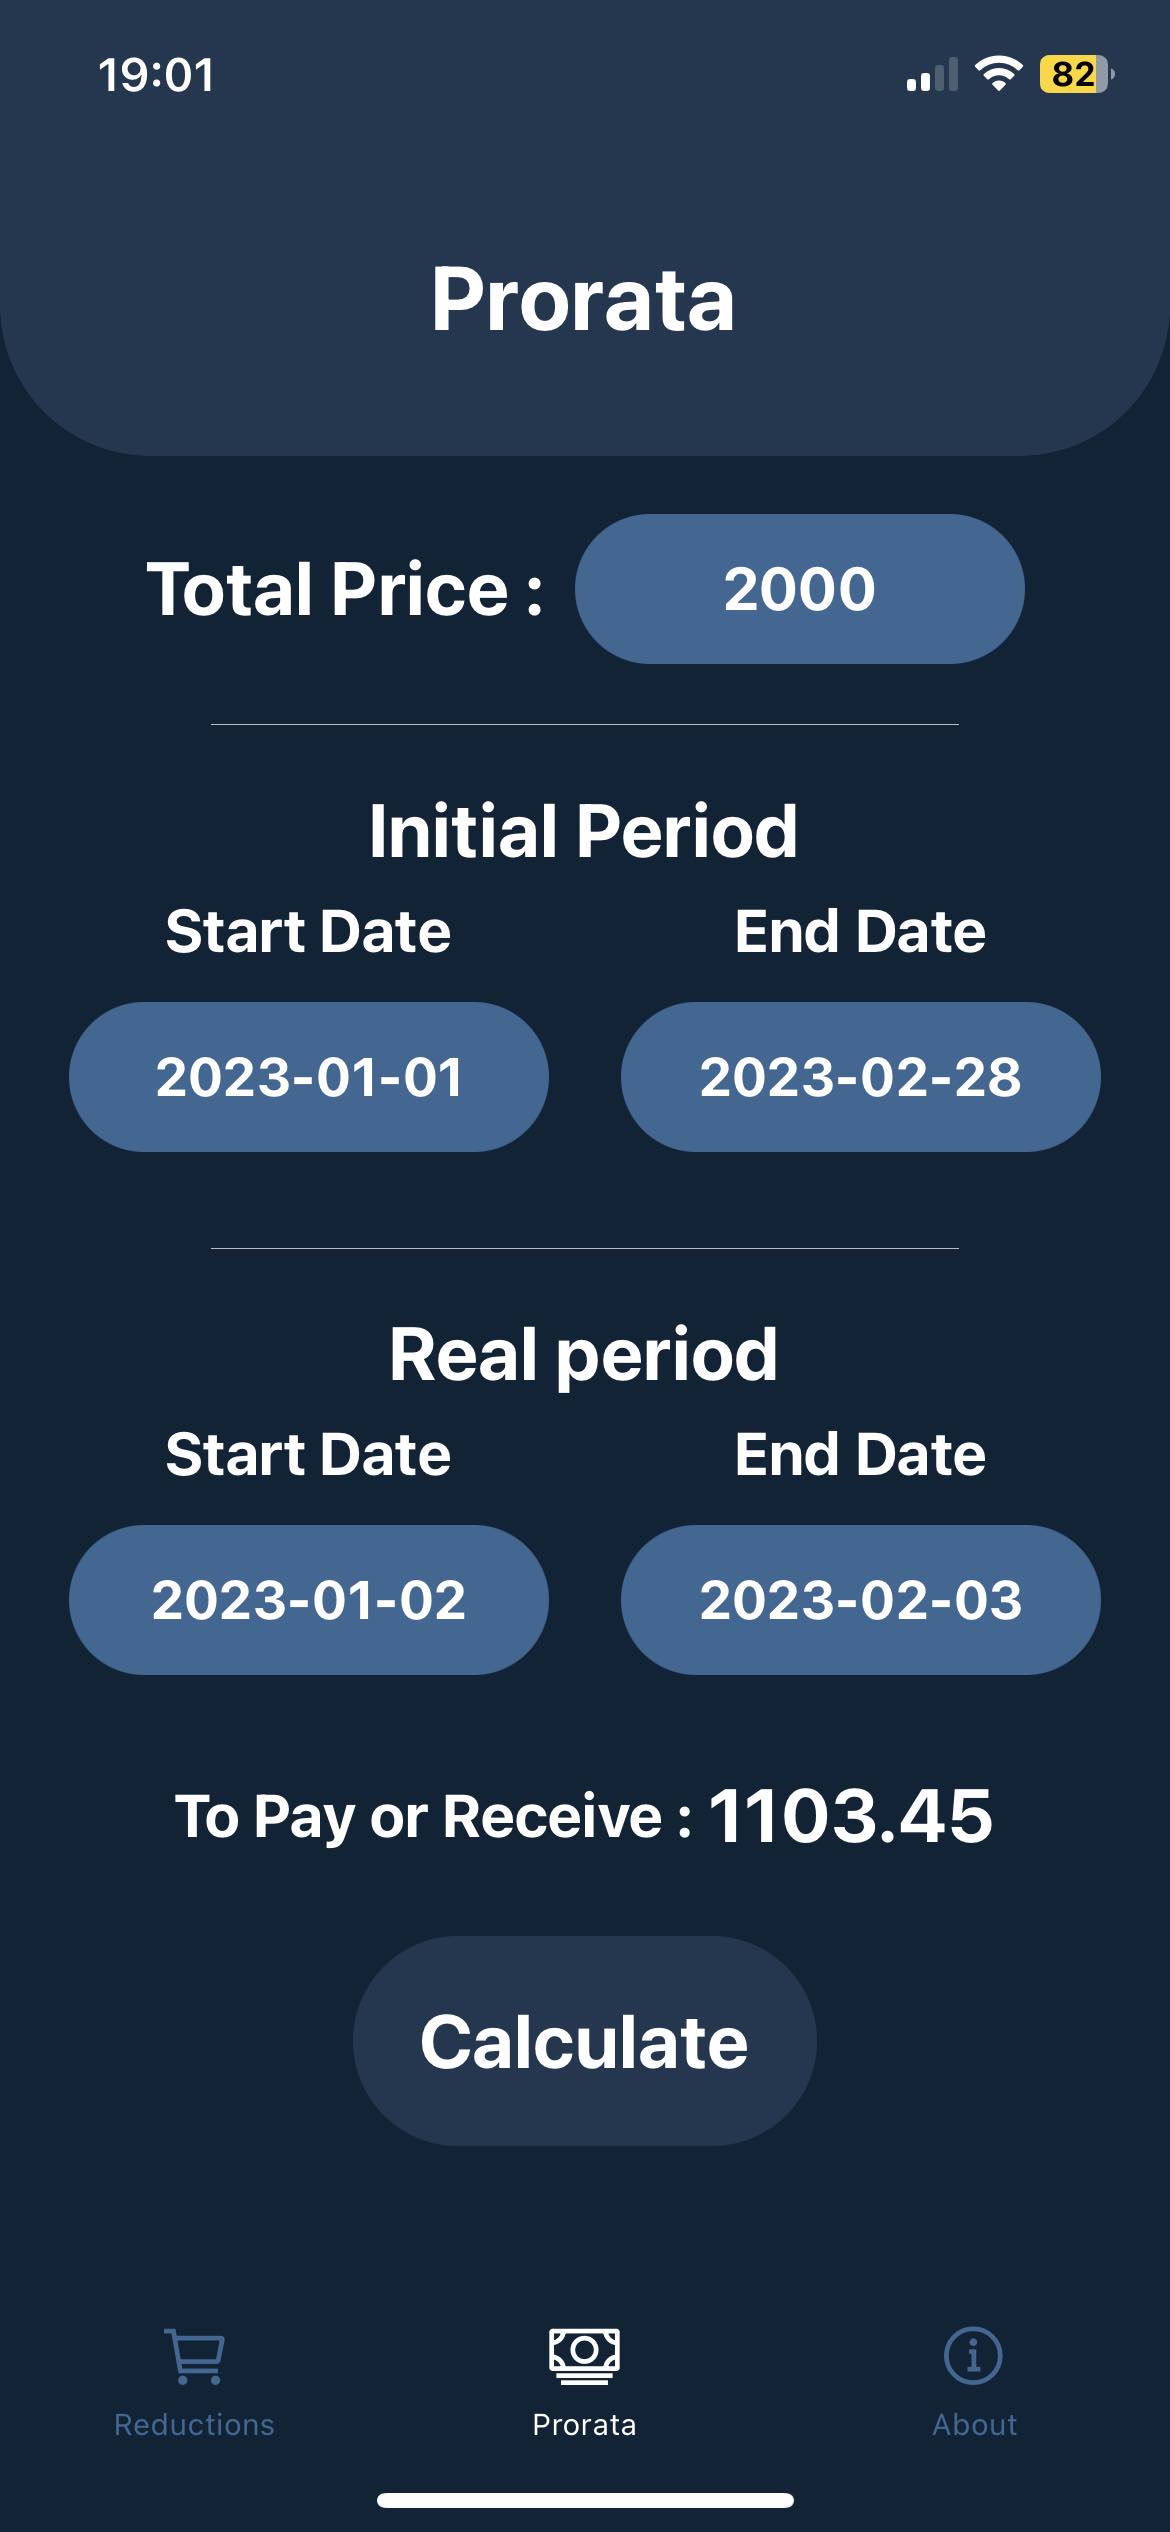 19:01 82
Prorata
Total Price : 2000
Initial Period
Start Date End Date
2023-01-01 2023-02-28
Real period
Start Date End Date
2023-01-02 2023-02-03
To Pay or Receive : 1103.45
Calculate
Reductions Prorata About